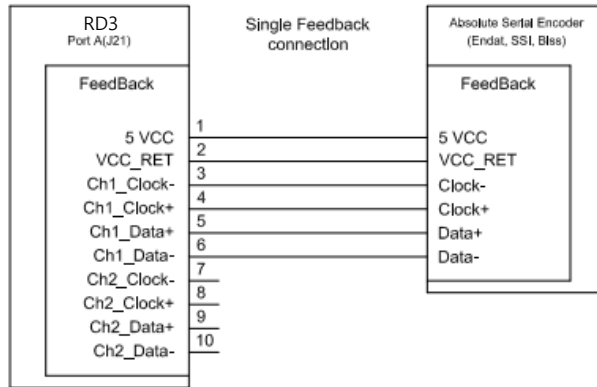 RD3
Port A(J21)
Single Feedback
connection
Absolute Serial Encoder
(Endat, SSI, Biss)
FeedBack
FeedBack
1
5 VCC
5 VCC
2
VCC_RET
VCC_RET
3
Ch1_Clock-
Clock-
4
Ch1_Clock+
Clock+
5
Ch1_Data+
Data+
6
Ch1_Data-
Data-
7
Ch2_Clock-
8
Ch2_Clock+
9
Ch2_Data+
10
Ch2_Data-